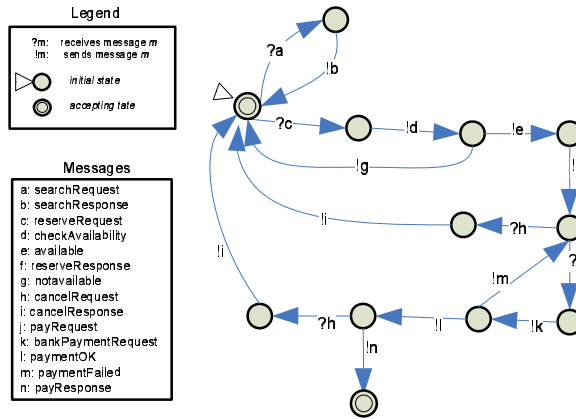 Legend
?m: receives message m
!m: sends message m
initial state
accepting tate
?a
!b
?c
!d
!e
!g
!
!i
?h
?
!i
!m
?h
!l
!k
!n
Messages
a: searchRequest
b: searchResponse
c: reserveRequest
d: checkAvailability
e: available
f: reserveResponse
g: notavailable
h: cancelRequest
i: cancelResponse
j: payRequest
k: bankPaymentRequest
l: paymentOK
m: paymentFailed
n: payResponse